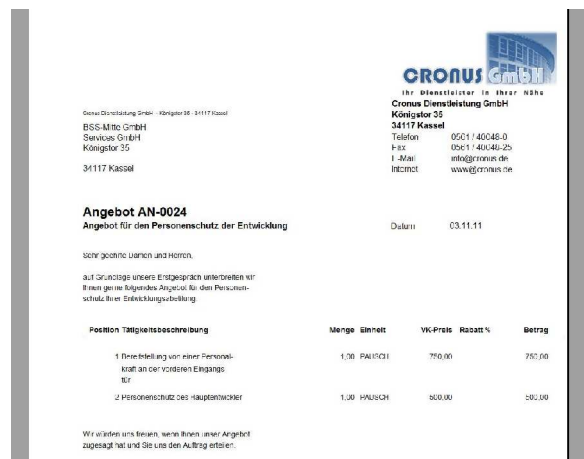 CRONUS GmbH
Ihr Dienstleister in Ihrer Nähe
Cronus Dienstleistung GmbH
Königstor 35
34117 Kassel
Telefon 0561 / 40048-0
Fax 0561 / 40048-25
E-Mail info@cronus.de
Internet www@cronus.de
Cronus Dienstleistung GmbH - Königstor 35 - 34117 Kassel
BSS-Mitte GmbH
Services GmbH
Königstor 35
34117 Kassel
Angebot AN-0024
Angebot für den Personenschutz der Entwicklung
Datum 03.11.11
Sehr geehrte Damen und Herren,
auf Grundlage unsere Erstgespräch unterbreiten wir
Ihnen gerne folgendes Angebot für den Personen-
schutz Ihrer Entwicklungsabteilung.
Position Tätigkeitsbeschreibung Menge Einheit VK-Preis Rabatt % Betrag
1 Bereitstellung von einer Personal- 1,00 PAUSCH 750,00 750,00
kraft an der vorderen Eingangs
tür
2 Personenschutz des Hauptentwickler 1,00 PAUSCH 500,00 500,00
Wir würden uns freuen, wenn Ihnen unser Angebot
zugesagt hat und Sie uns den Auftrag erteilen.